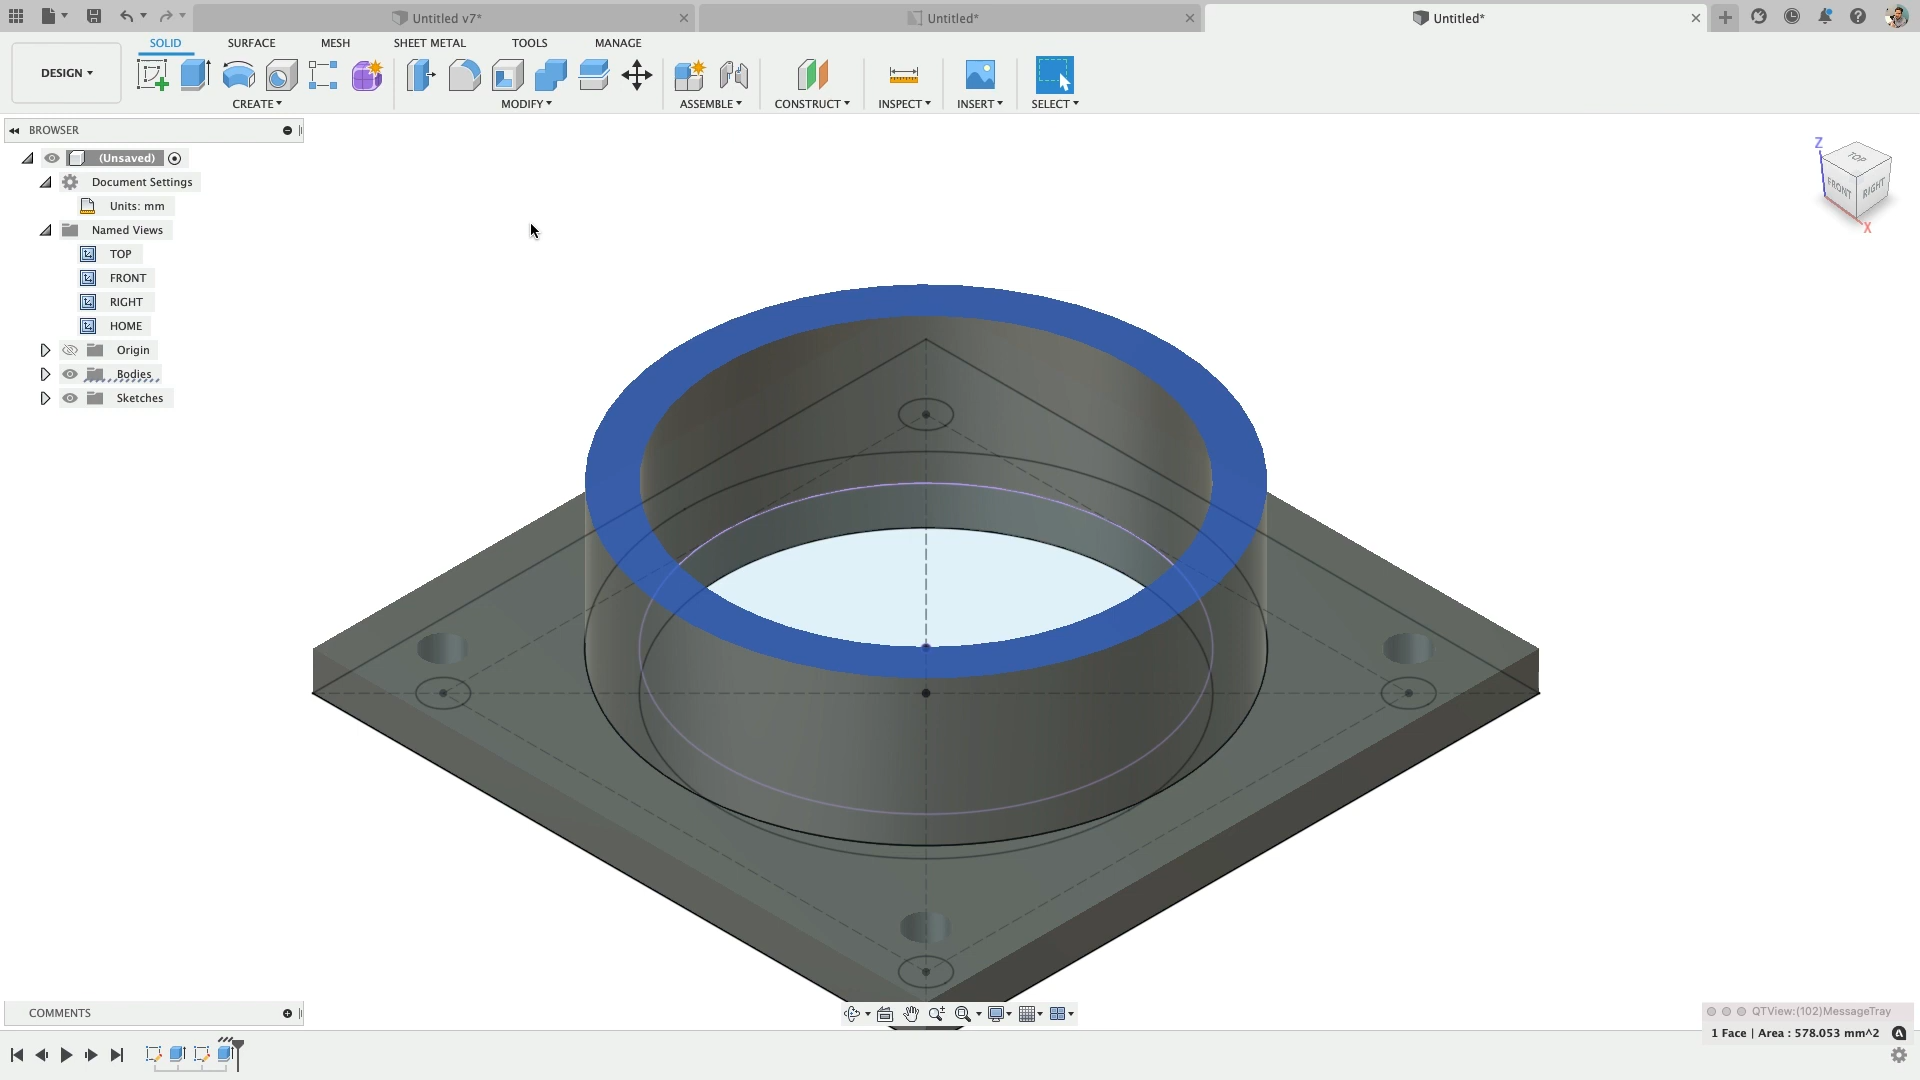 Untitled v7*
Untitled*
Untitled*
DESIGN
SOLID
SURFACE
MESH
SHEET METAL
TOOLS
MANAGE
CREATE
MODIFY
ASSEMBLE
CONSTRUCT
INSPECT
INSERT
SELECT
BROWSER
(Unsaved)
Document Settings
Units: mm
Named Views
TOP
FRONT
RIGHT
HOME
Origin
Bodies
Sketches
Z
TOP
FRONT
RIGHT
X
COMMENTS
QTView:(102)MessageTray
1 Face | Area : 578.053 mm^2